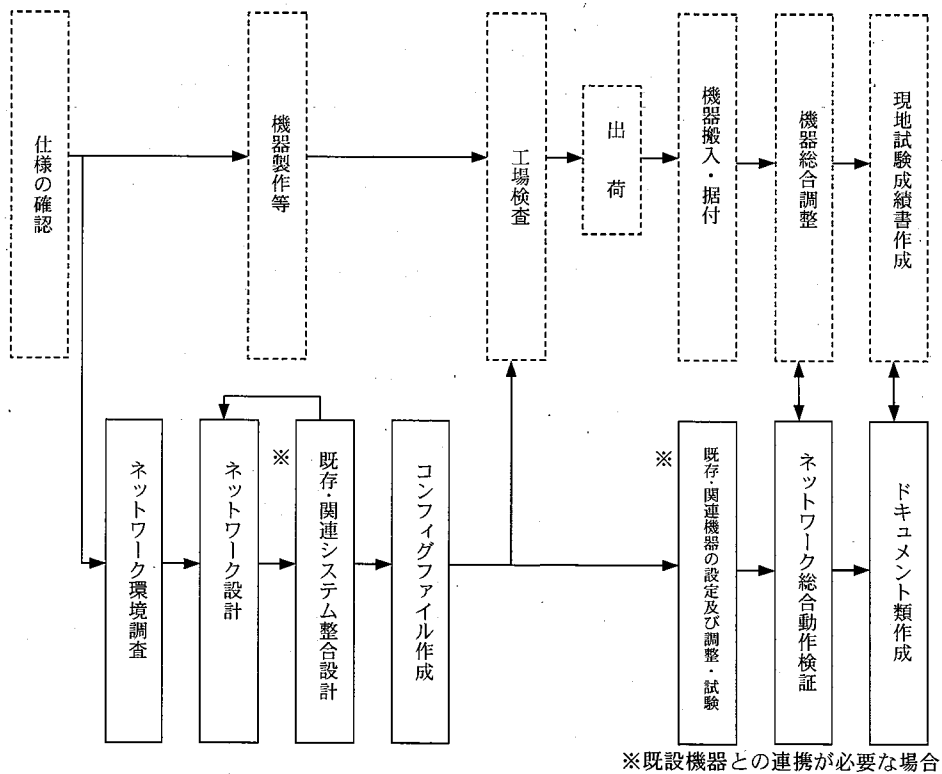 仕様の確認
機器製作等
工場検査
出荷
機器搬入・据付
機器総合調整
現地試験成績書作成
ネットワーク環境調査
ネットワーク設計
※
既存・関連システム整合設計
コンフィグファイル作成
※
既存・関連機器の設定及び調整・試験
ネットワーク総合動作検証
ドキュメント類作成
※既設機器との連携が必要な場合